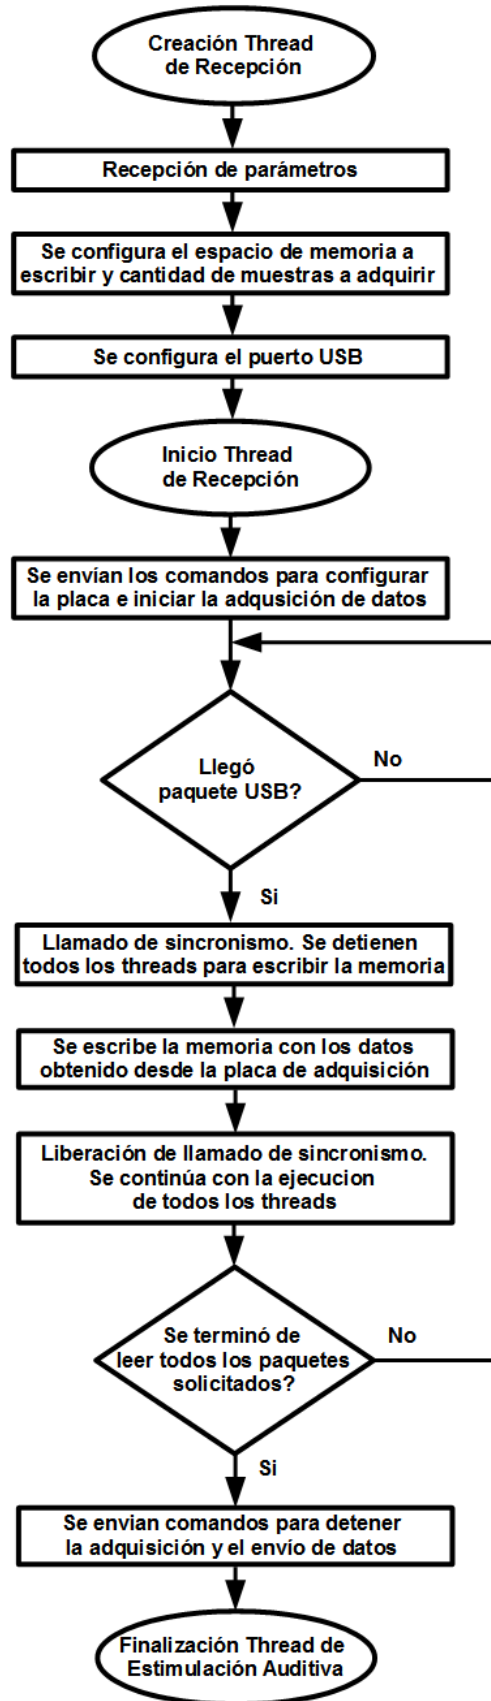 Creación Thread
de Recepción
Recepción de parámetros
Se configura el espacio de memoria a
escribir y cantidad de muestras a adquirir
Se configura el puerto USB
Inicio Thread
de Recepción
Se envían los comandos para configurar
la placa e iniciar la adqusición de datos
Llegó
paquete USB?
No
Si
Llamado de sincronismo. Se detienen
todos los threads para escribir la memoria
Se escribe la memoria con los datos
obtenido desde la placa de adquisición
Liberación de llamado de sincronismo.
Se continúa con la ejecucion
de todos los threads
Se terminó de
leer todos los paquetes
solicitados?
No
Si
Se envian comandos para detener
la adquisición y el envío de datos
Finalización Thread de
Estimulación Auditiva